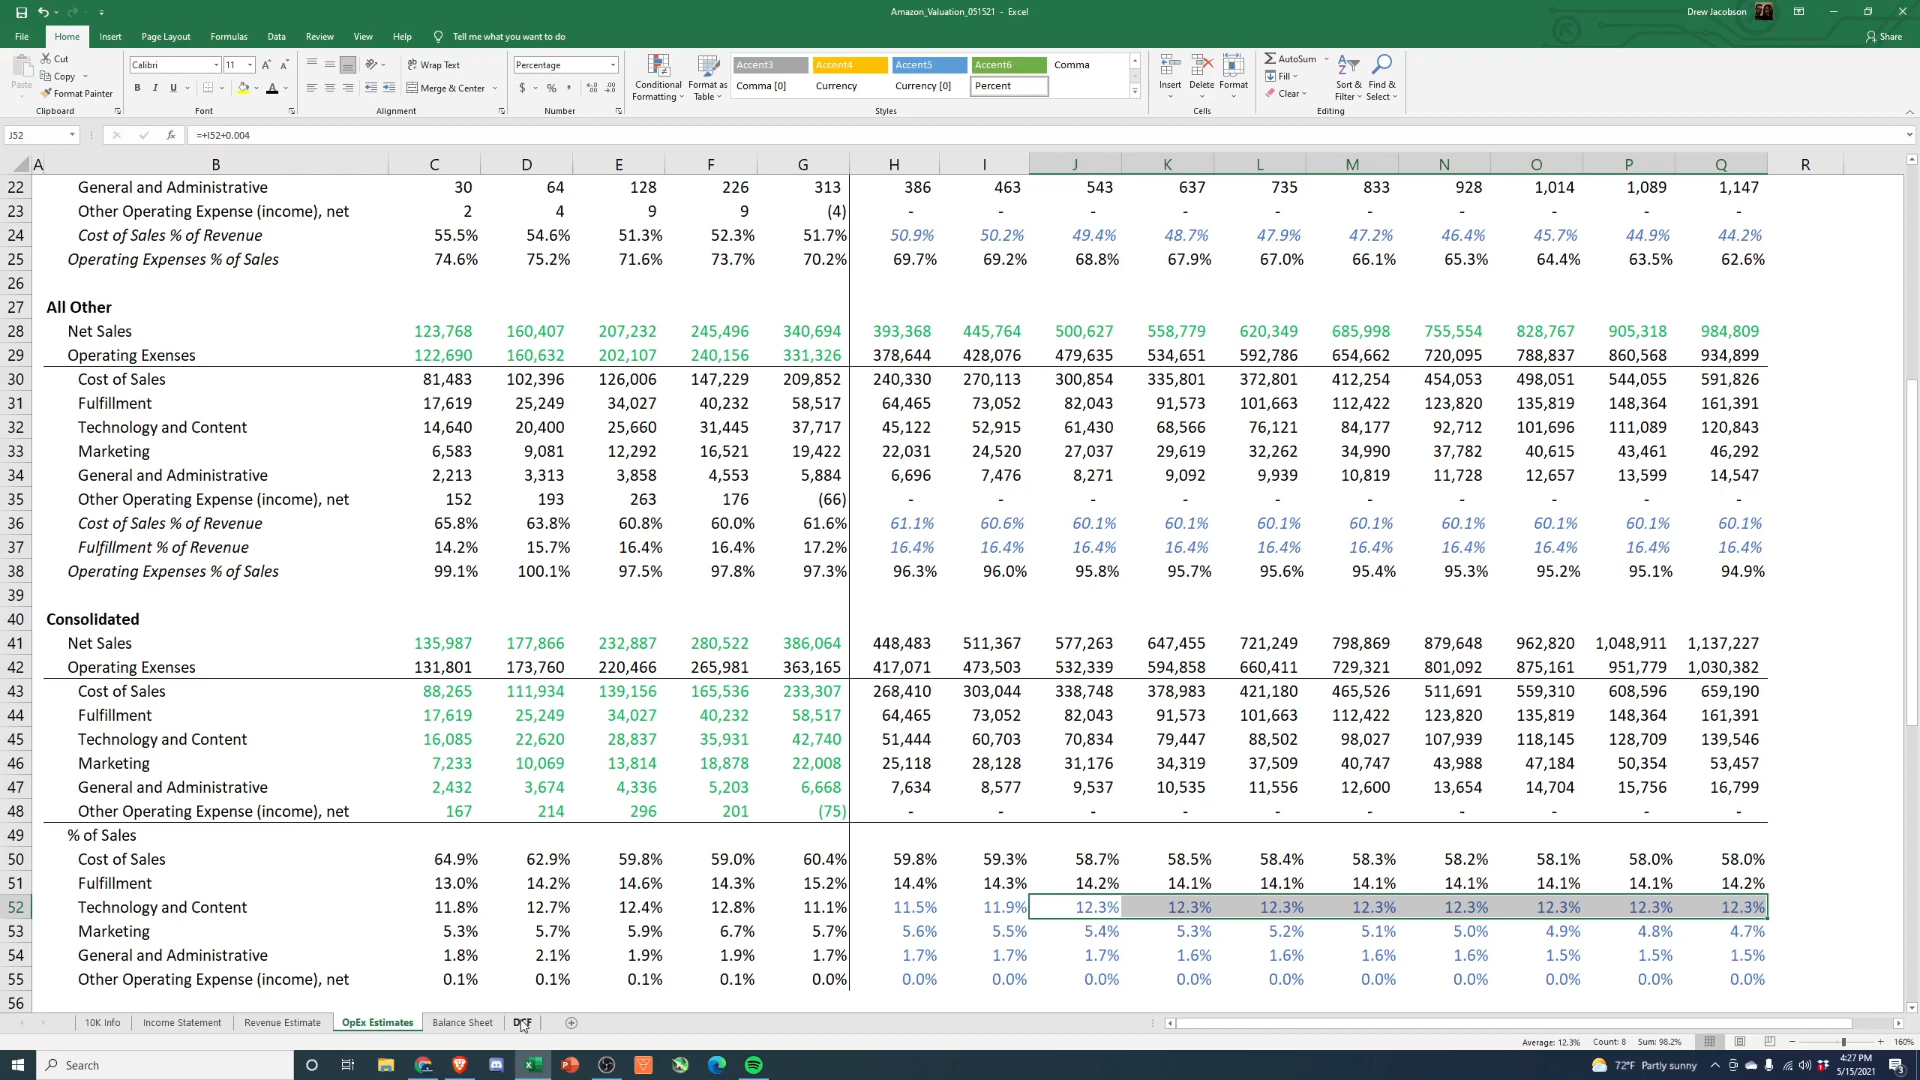 Amazon_Valuation_051521 - Excel
Drew Jacobson
File Home Insert Page Layout Formulas Data Review View Help Tell me what you want to do Share
Paste Cut Copy Format Painter Clipboard
Calibri 11 B I U Font
Wrap Text Merge & Center Alignment
Percentage $ % Number
Conditional Formatting Format as Table
Accent3 Accent4 Accent5 Accent6 Comma
Comma [0] Currency Currency [0] Percent
Styles
Insert Delete Format Cells
AutoSum Fill Clear Sort & Filter Find & Select Editing
J52 fx =+I52+0.004
A B C D E F G H I J K L M N O P Q R
22 General and Administrative 30 64 128 226 313 386 463 543 637 735 833 928 1,014 1,089 1,147
23 Other Operating Expense (income), net 2 4 9 9 (4) - - - - - - - - - -
24 Cost of Sales % of Revenue 55.5% 54.6% 51.3% 52.3% 51.7% 50.9% 50.2% 49.4% 48.7% 47.9% 47.2% 46.4% 45.7% 44.9% 44.2%
25 Operating Expenses % of Sales 74.6% 75.2% 71.6% 73.7% 70.2% 69.7% 69.2% 68.8% 67.9% 67.0% 66.1% 65.3% 64.4% 63.5% 62.6%
26
27 All Other
28 Net Sales 123,768 160,407 207,232 245,496 340,694 393,368 445,764 500,627 558,779 620,349 685,998 755,554 828,767 905,318 984,809
29 Operating Exenses 122,690 160,632 202,107 240,156 331,326 378,644 428,076 479,635 534,651 592,786 654,662 720,095 788,837 860,568 934,899
30 Cost of Sales 81,483 102,396 126,006 147,229 209,852 240,330 270,113 300,854 335,801 372,801 412,254 454,053 498,051 544,055 591,826
31 Fulfillment 17,619 25,249 34,027 40,232 58,517 64,465 73,052 82,043 91,573 101,663 112,422 123,820 135,819 148,364 161,391
32 Technology and Content 14,640 20,400 25,660 31,445 37,717 45,122 52,915 61,430 68,566 76,121 84,177 92,712 101,696 111,089 120,843
33 Marketing 6,583 9,081 12,292 16,521 19,422 22,031 24,520 27,037 29,619 32,262 34,990 37,782 40,615 43,461 46,292
34 General and Administrative 2,213 3,313 3,858 4,553 5,884 6,696 7,476 8,271 9,092 9,939 10,819 11,728 12,657 13,599 14,547
35 Other Operating Expense (income), net 152 193 263 176 (66) - - - - - - - - - -
36 Cost of Sales % of Revenue 65.8% 63.8% 60.8% 60.0% 61.6% 61.1% 60.6% 60.1% 60.1% 60.1% 60.1% 60.1% 60.1% 60.1% 60.1%
37 Fulfillment % of Revenue 14.2% 15.7% 16.4% 16.4% 17.2% 16.4% 16.4% 16.4% 16.4% 16.4% 16.4% 16.4% 16.4% 16.4% 16.4%
38 Operating Expenses % of Sales 99.1% 100.1% 97.5% 97.8% 97.3% 96.3% 96.0% 95.8% 95.7% 95.6% 95.4% 95.3% 95.2% 95.1% 94.9%
39
40 Consolidated
41 Net Sales 135,987 177,866 232,887 280,522 386,064 448,483 511,367 577,263 647,455 721,249 798,869 879,648 962,820 1,048,911 1,137,227
42 Operating Exenses 131,801 173,760 220,466 265,981 363,165 417,071 473,503 532,339 594,858 660,411 729,321 801,092 875,161 951,779 1,030,382
43 Cost of Sales 88,265 111,934 139,156 165,536 233,307 268,410 303,044 338,748 378,983 421,180 465,526 511,691 559,310 608,596 659,190
44 Fulfillment 17,619 25,249 34,027 40,232 58,517 64,465 73,052 82,043 91,573 101,663 112,422 123,820 135,819 148,364 161,391
45 Technology and Content 16,085 22,620 28,837 35,931 42,740 51,444 60,703 70,834 79,447 88,502 98,027 107,939 118,145 128,709 139,546
46 Marketing 7,233 10,069 13,814 18,878 22,008 25,118 28,128 31,176 34,319 37,509 40,747 43,988 47,184 50,354 53,457
47 General and Administrative 2,432 3,674 4,336 5,203 6,668 7,634 8,577 9,537 10,535 11,556 12,600 13,654 14,704 15,756 16,799
48 Other Operating Expense (income), net 167 214 296 201 (75) - - - - - - - - - -
49 % of Sales
50 Cost of Sales 64.9% 62.9% 59.8% 59.0% 60.4% 59.8% 59.3% 58.7% 58.5% 58.4% 58.3% 58.2% 58.1% 58.0% 58.0%
51 Fulfillment 13.0% 14.2% 14.6% 14.3% 15.2% 14.4% 14.3% 14.2% 14.1% 14.1% 14.1% 14.1% 14.1% 14.1% 14.2%
52 Technology and Content 11.8% 12.7% 12.4% 12.8% 11.1% 11.5% 11.9% 12.3% 12.3% 12.3% 12.3% 12.3% 12.3% 12.3% 12.3%
53 Marketing 5.3% 5.7% 5.9% 6.7% 5.7% 5.6% 5.5% 5.4% 5.3% 5.2% 5.1% 5.0% 4.9% 4.8% 4.7%
54 General and Administrative 1.8% 2.1% 1.9% 1.9% 1.7% 1.7% 1.7% 1.7% 1.6% 1.6% 1.6% 1.6% 1.5% 1.5% 1.5%
55 Other Operating Expense (income), net 0.1% 0.1% 0.1% 0.1% 0.0% 0.0% 0.0% 0.0% 0.0% 0.0% 0.0% 0.0% 0.0% 0.0% 0.0%
56
10K Info Income Statement Revenue Estimate OpEx Estimates Balance Sheet DCF
Average: 12.3% Count: 8 Sum: 98.2% 160%
Search 72°F Partly sunny 4:27 PM
5/15/2021